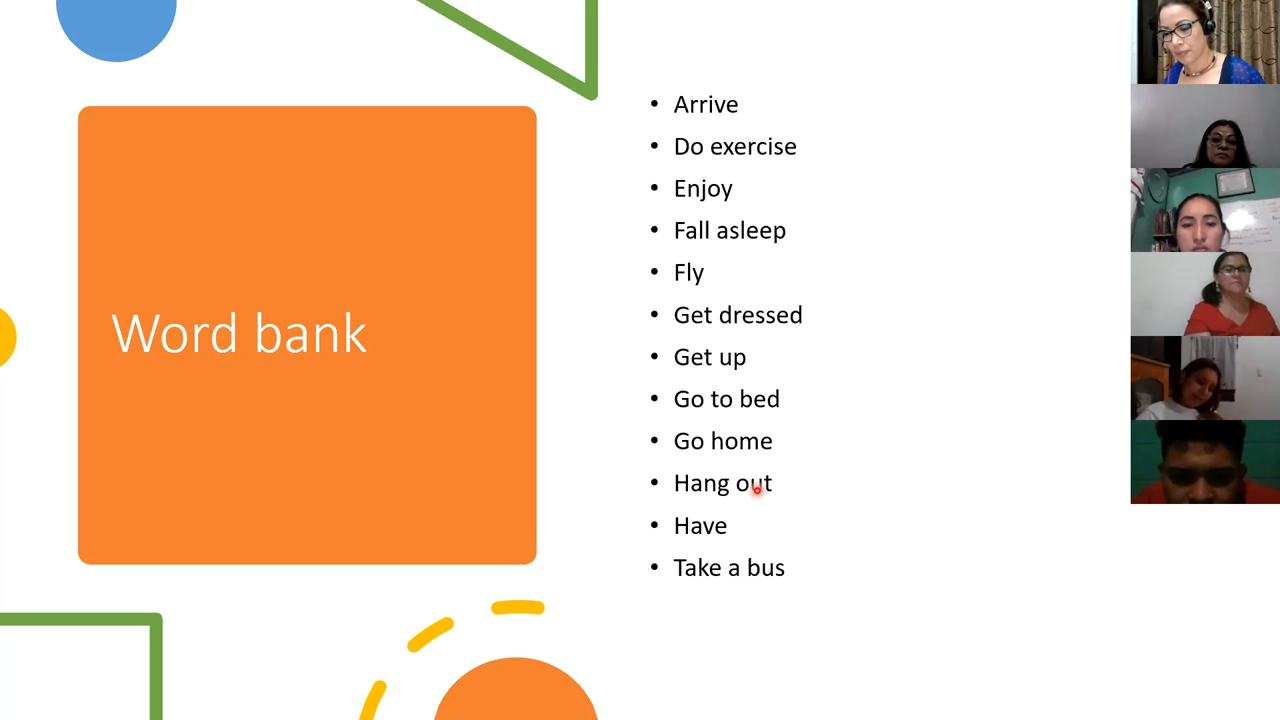 Word bank
Arrive
Do exercise
Enjoy
Fall asleep
Fly
Get dressed
Get up
Go to bed
Go home
Hang out
Have
Take a bus